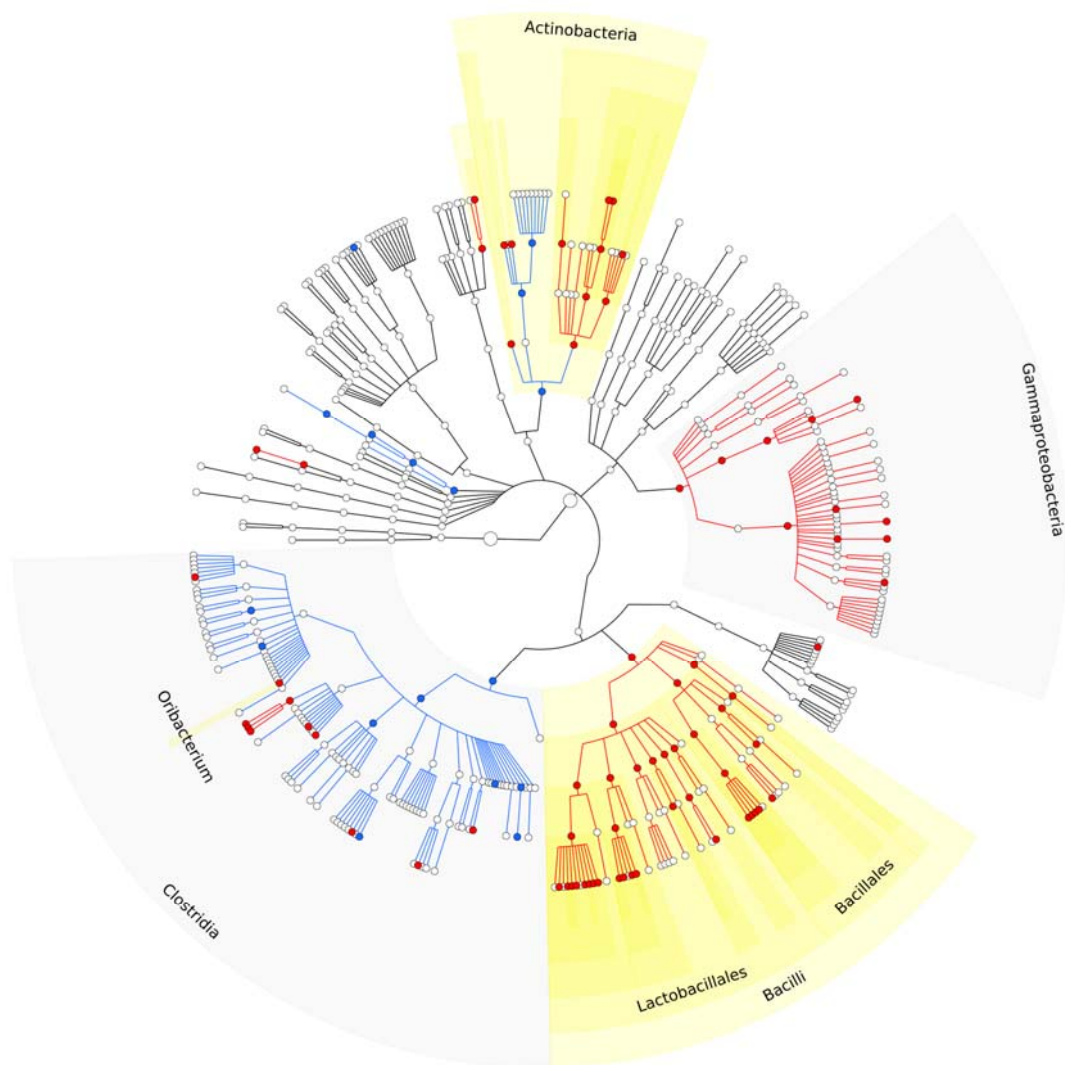 Actinobacteria
Gammaproteobacteria
Oribacterium
Clostridia
Bacillales
Lactobacillales
Bacilli